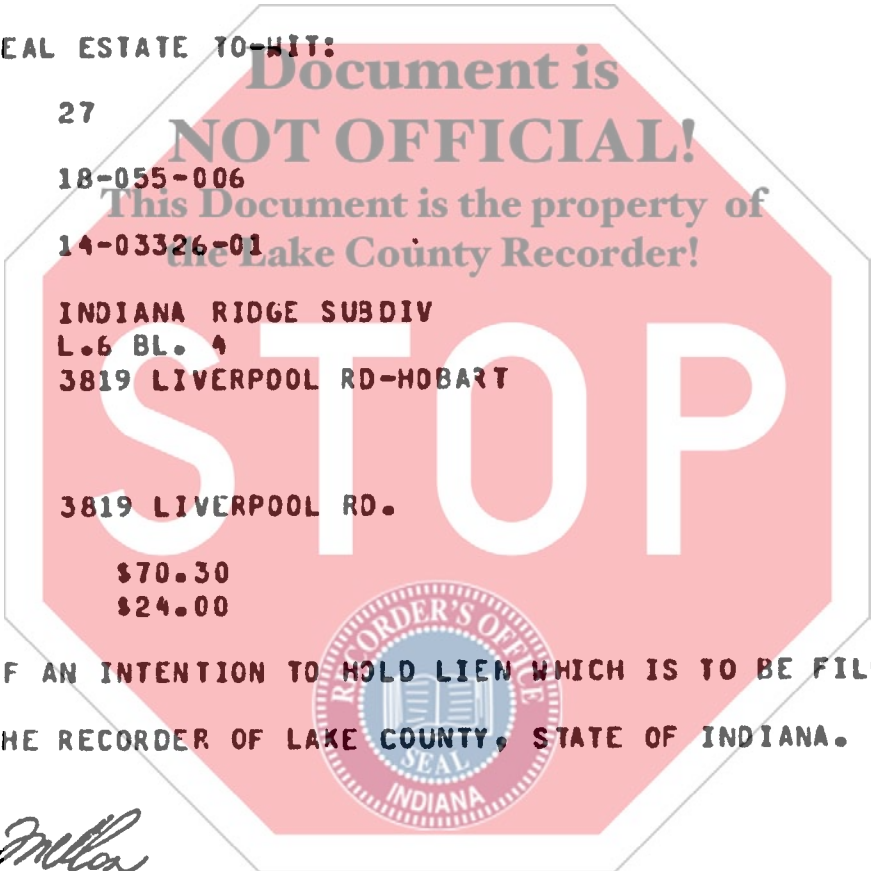 EAL ESTATE TO-WIT:
Document is
27
NOT OFFICIAL!
18-055-006
This Document is the property of
14-03326-01
the Lake County Recorder!
INDIANA RIDGE SUBDIV
L.6 BL. 4
3819 LIVERPOOL RD-HOBART
STOP
3819 LIVERPOOL RD.
$70.30
$24.00
RECORDER'S OFFICE
F AN INTENTION TO HOLD LIEN WHICH IS TO BE FIL
HE RECORDER OF LAKE COUNTY, STATE OF INDIANA.
SEAL
INDIANA